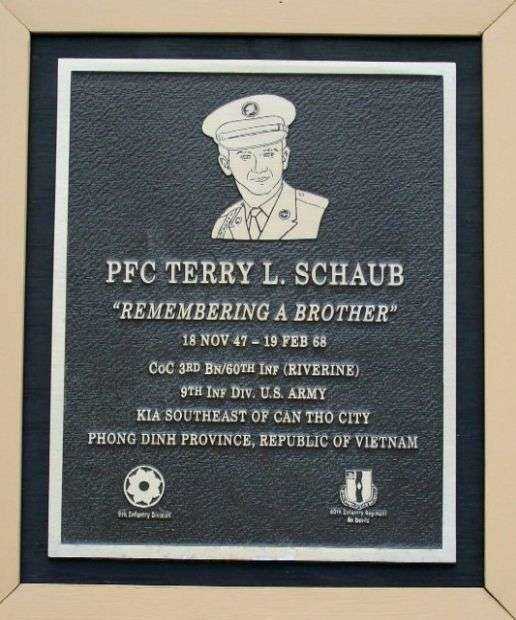 PFC TERRY L. SCHAUB
"REMEMBERING A BROTHER"
18 NOV 47 – 19 FEB 68
CoC 3RD BN/60TH INF (RIVERINE)
9TH INF DIV. U.S. ARMY
KIA SOUTHEAST OF CAN THO CITY
PHONG DINH PROVINCE, REPUBLIC OF VIETNAM
9th Infantry Division
60th Infantry Regiment